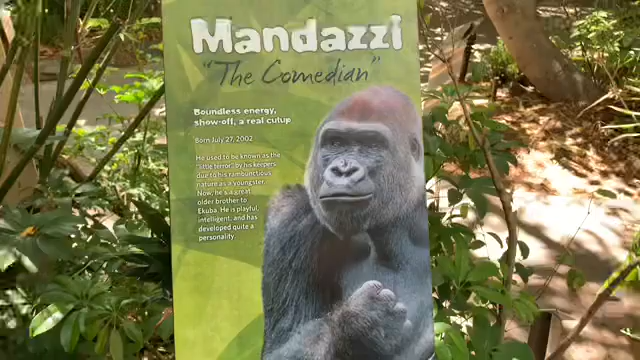 Mandazzi
"The Comedian"
Boundless energy,
show-off, a real cutup
Born July 27, 2002
He used to be known as the
"little terror" by his keepers
due to his rambunctious
nature as a youngster.
Now, he's a great
older brother to
Ekuba. He is playful,
intelligent, and has
developed quite a
personality.